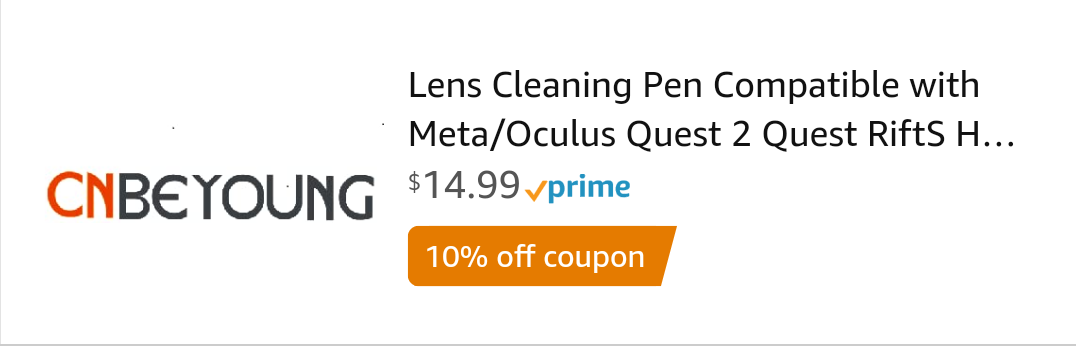 CNBEYOUNG
Lens Cleaning Pen Compatible with
Meta/Oculus Quest 2 Quest RiftS H...
$14.99 prime
10% off coupon